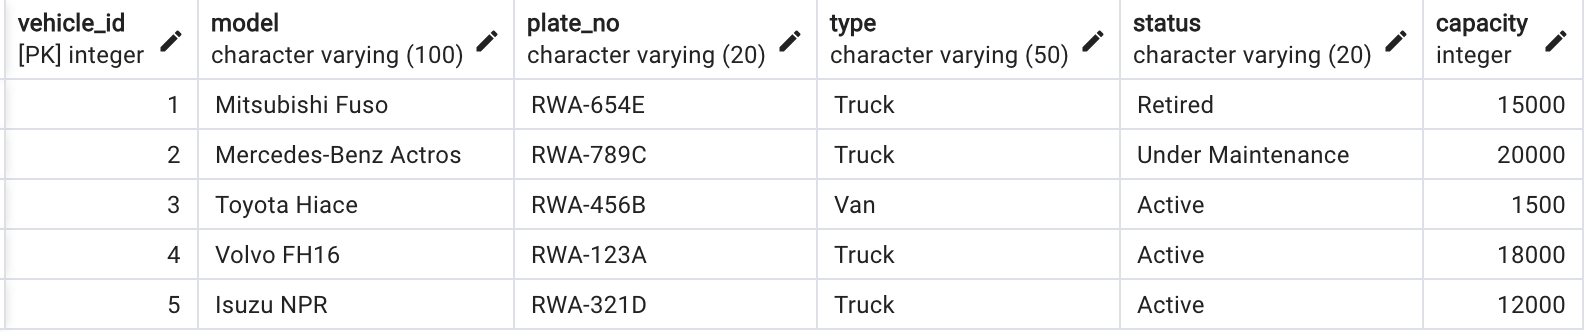 vehicle_id model plate_no type status capacity
[PK] integer character varying (100) character varying (20) character varying (50) character varying (20) integer
1 Mitsubishi Fuso RWA-654E Truck Retired 15000
2 Mercedes-Benz Actros RWA-789C Truck Under Maintenance 20000
3 Toyota Hiace RWA-456B Van Active 1500
4 Volvo FH16 RWA-123A Truck Active 18000
5 Isuzu NPR RWA-321D Truck Active 12000